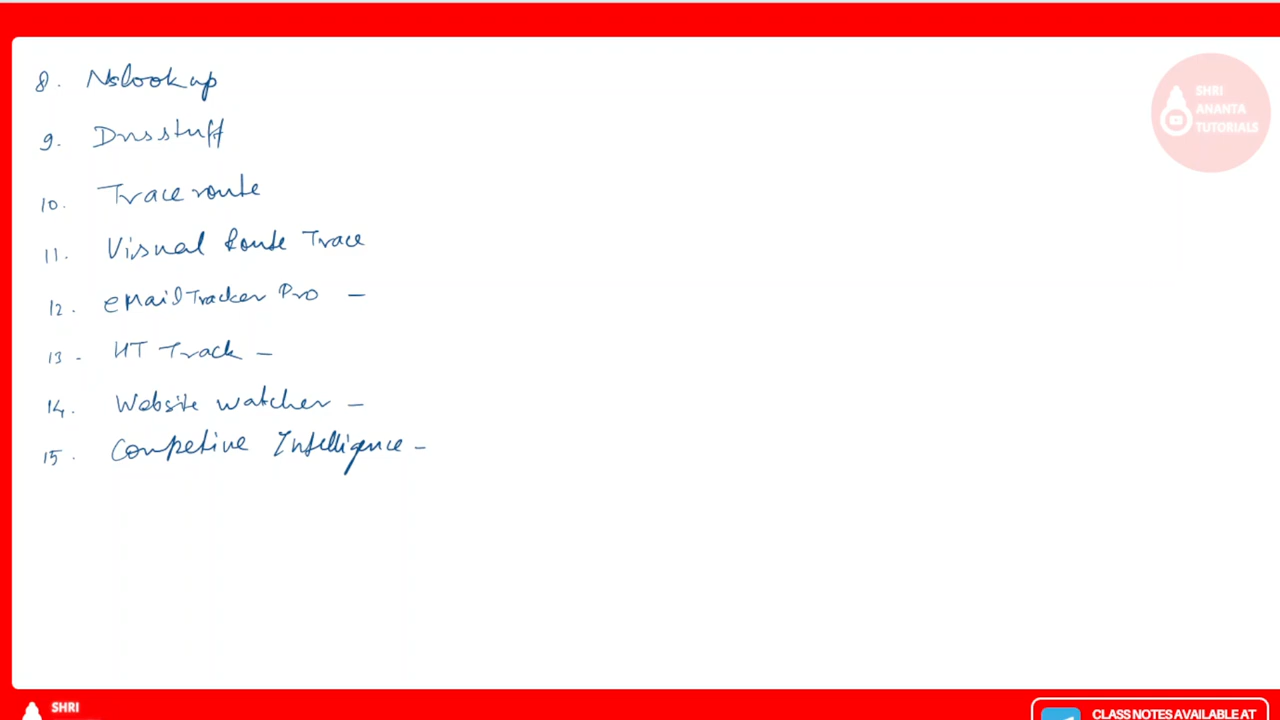 SHRI
ANANTA
TUTORIALS
8. Nslookup
9. Dnsstuff
10. Trace route
11. Visual Route Trace
12. eMailTracker Pro –
13 - HT Track –
14. Website watcher –
15. Competive Intelligence –
SHRI
CLASS NOTES AVAILABLE AT